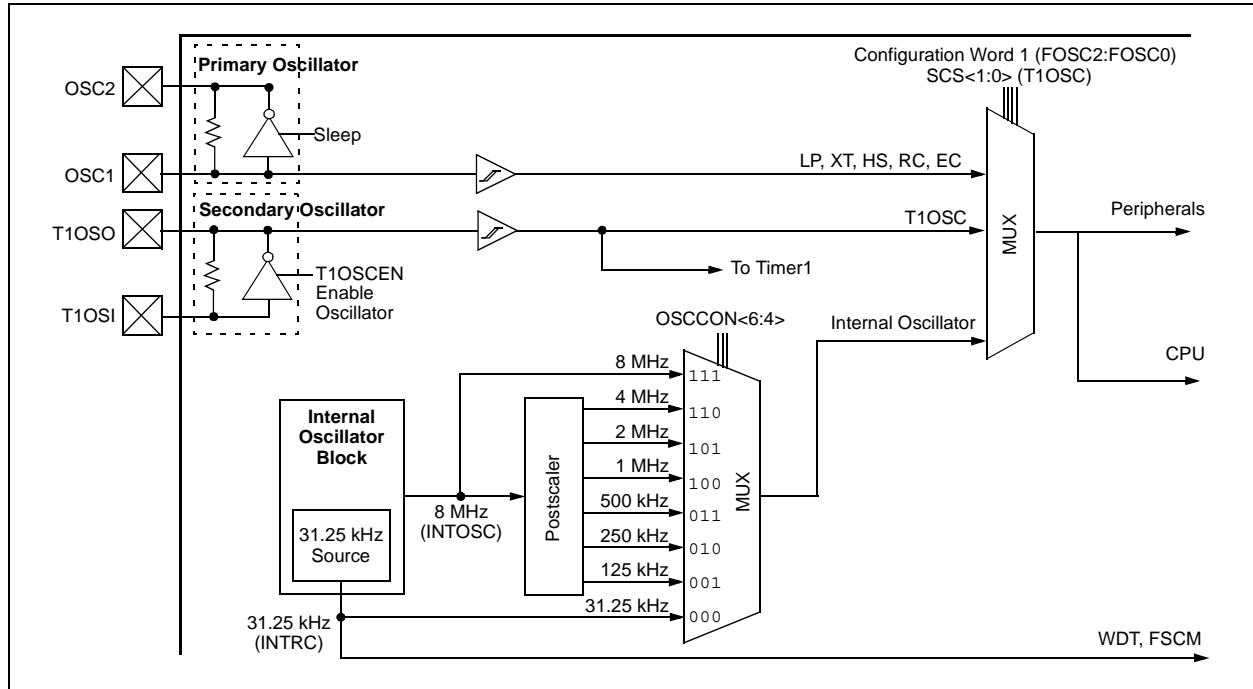 Configuration Word 1 (FOSC2:FOSC0)
SCS<1:0> (T1OSC)
Primary Oscillator
OSC2
Sleep
OSC1
LP, XT, HS, RC, EC
Secondary Oscillator
T1OSO
T1OSC
Peripherals
MUX
To Timer1
T1OSCEN
Enable
Oscillator
T1OSI
OSCCON<6:4>
Internal Oscillator
CPU
8 MHz
111
Internal
Oscillator
Block
4 MHz
110
2 MHz
101
1 MHz
100
Postscaler
MUX
8 MHz
(INTOSC)
500 kHz
011
31.25 kHz
Source
250 kHz
010
125 kHz
001
31.25 kHz
000
31.25 kHz
(INTRC)
WDT, FSCM